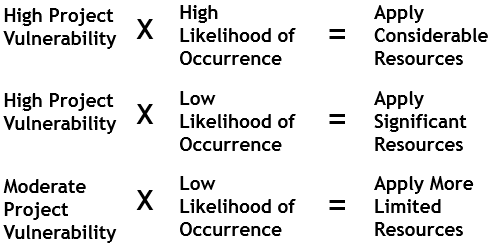 High Project Vulnerability X High Likelihood of Occurrence = Apply Considerable Resources
High Project Vulnerability X Low Likelihood of Occurrence = Apply Significant Resources
Moderate Project Vulnerability X Low Likelihood of Occurrence = Apply More Limited Resources